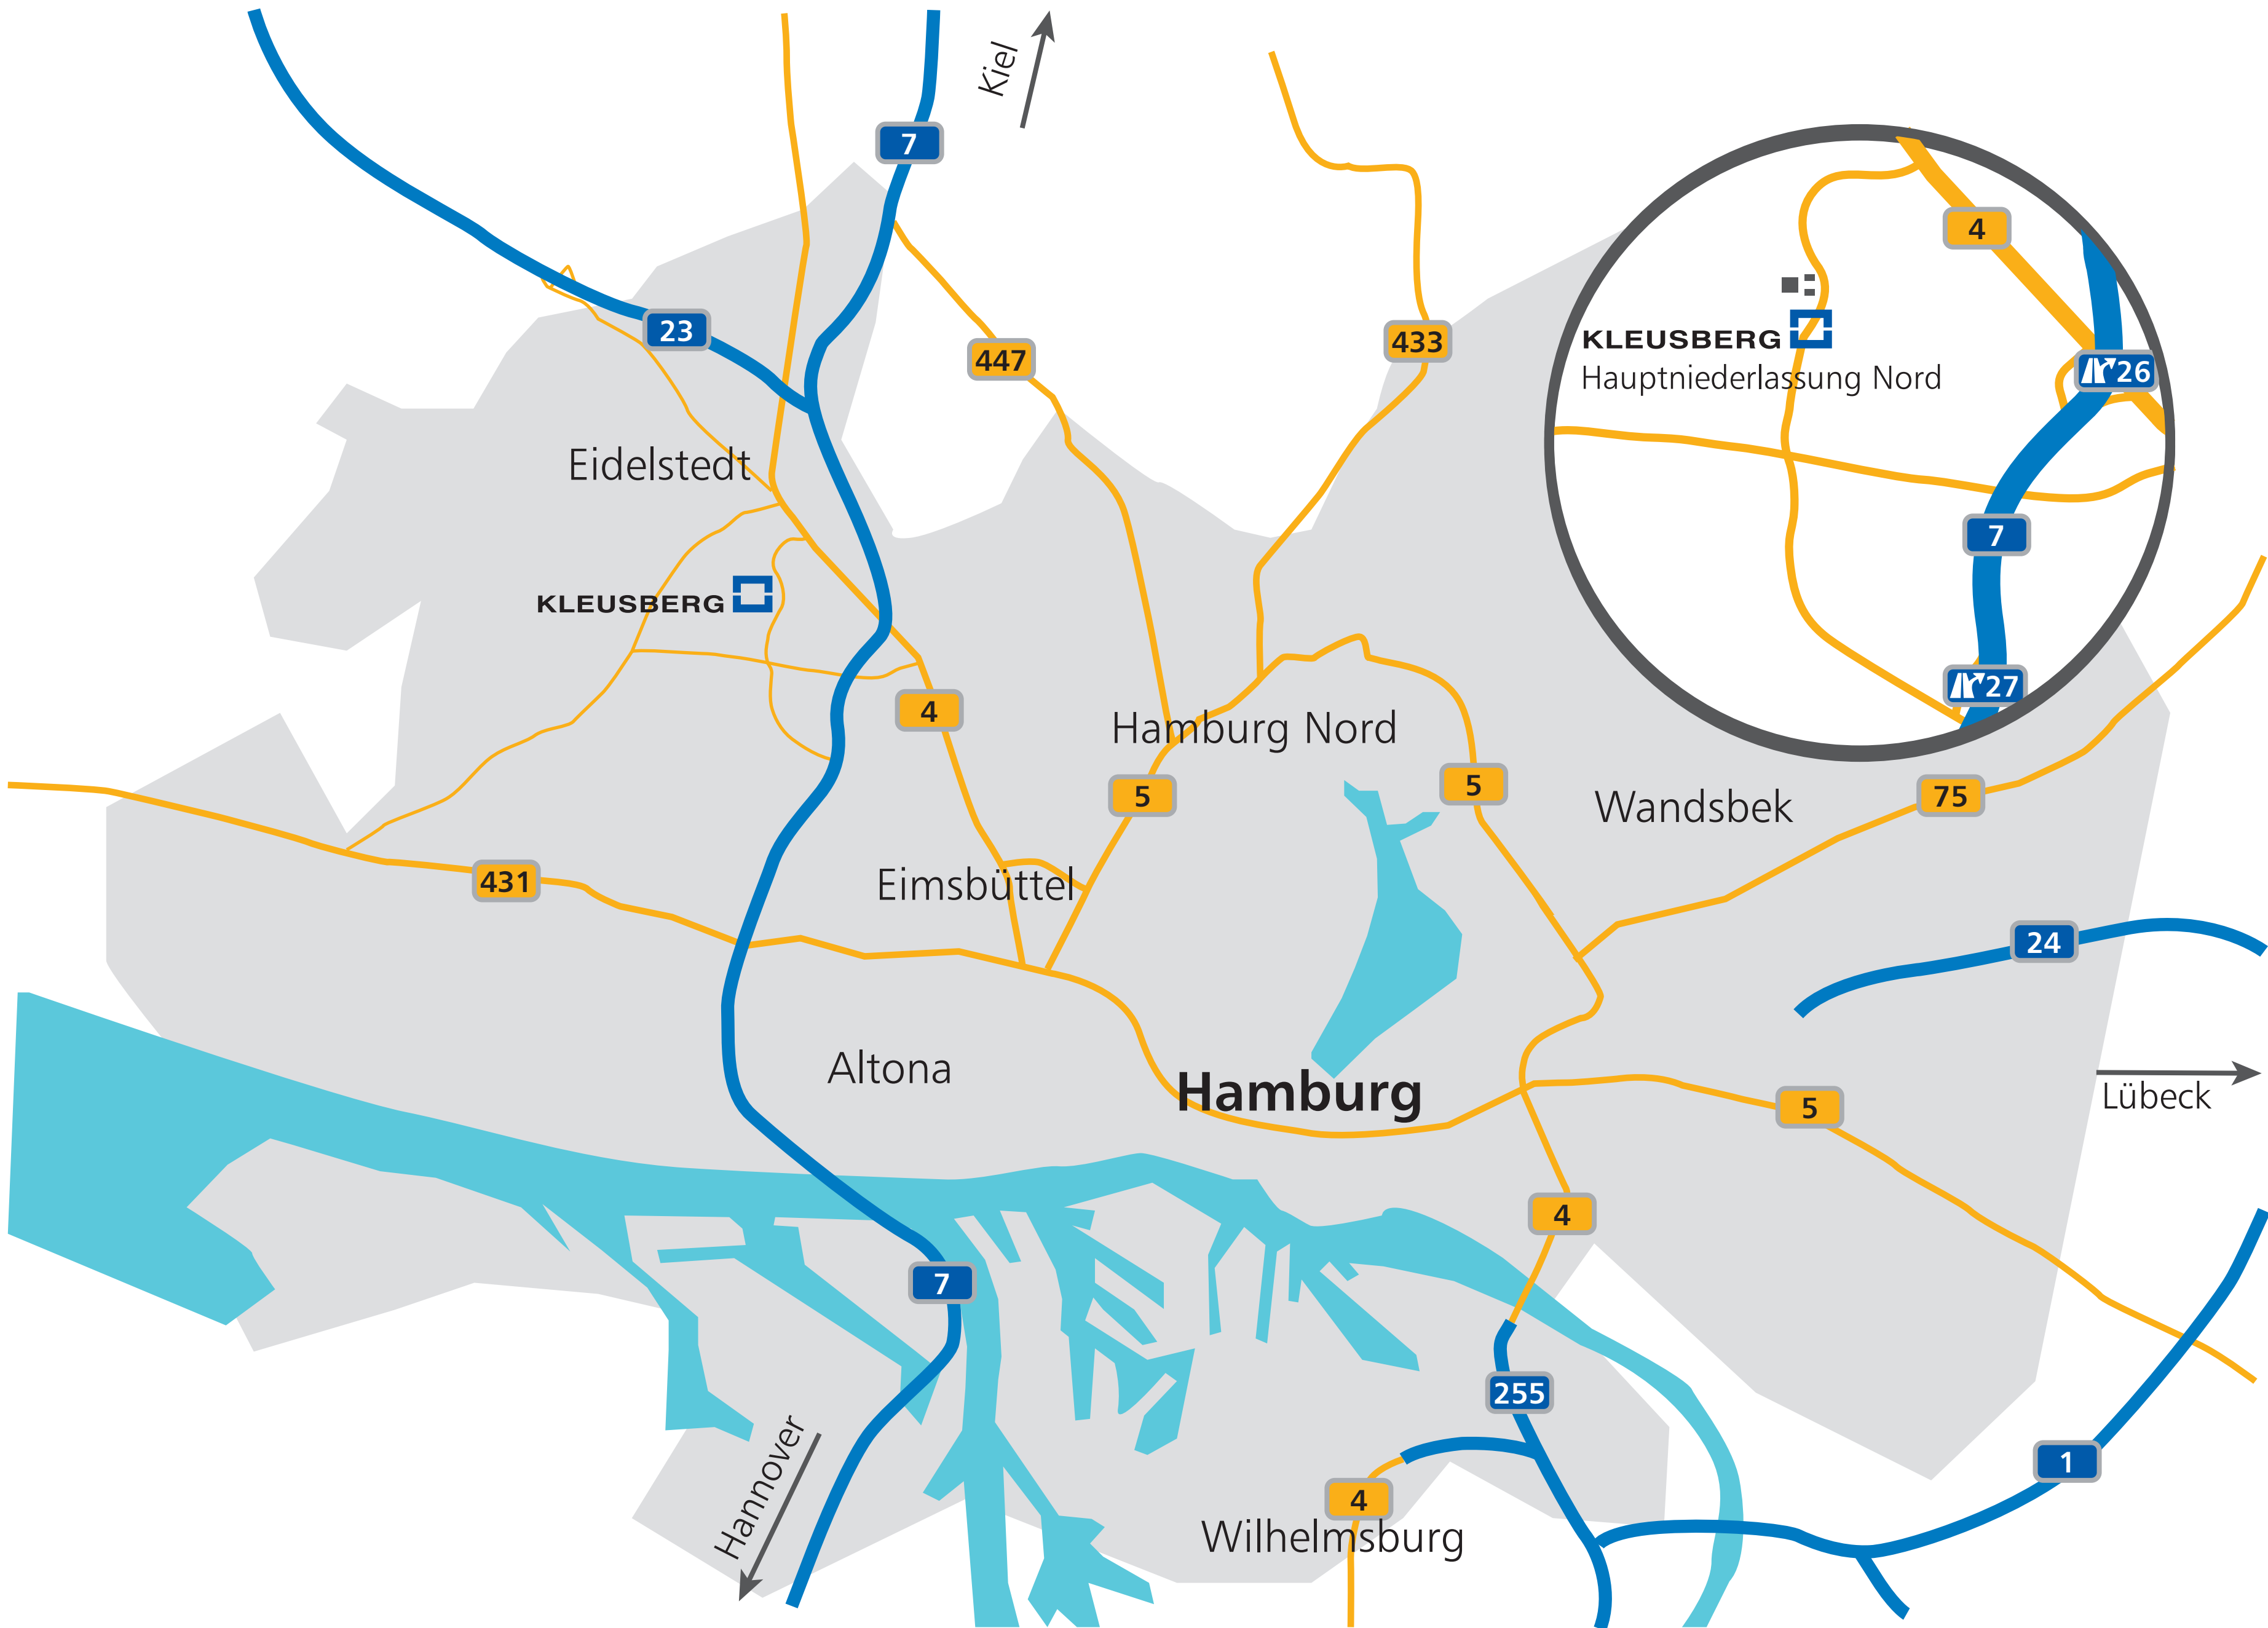 Kiel
7
4
23
KLEUSBERG
Hauptniederlassung Nord
433
447
26
Eidelstedt
7
KLEUSBERG
27
4
Hamburg Nord
5
5
75
Wandsbek
431
Eimsbüttel
24
Altona
Hamburg
Lübeck
5
4
7
255
Hannover
1
4
Wilhelmsburg